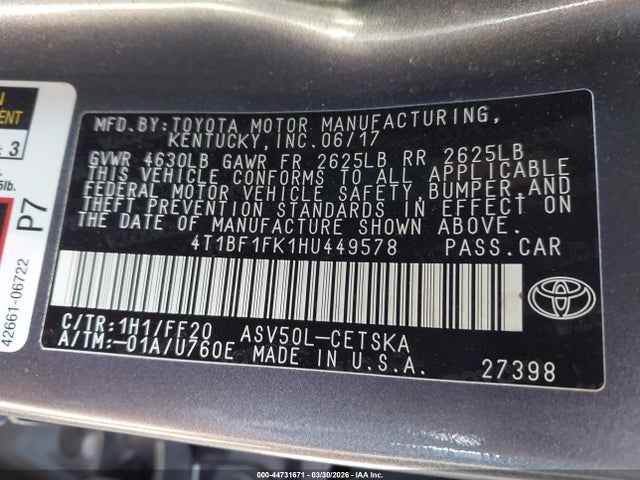 MFD.BY:TOYOTA MOTOR MANUFACTURING,
KENTUCKY, INC.06/17
GVWR 4630LB GAWR FR 2625LB RR 2625LB
THIS VEHICLE CONFORMS TO ALL APPLICABLE
FEDERAL MOTOR VEHICLE SAFETY, BUMPER, AND
THEFT PREVENTION STANDARDS IN EFFECT ON
THE DATE OF MANUFACTURE SHOWN ABOVE.
4T1BF1FK1HU449578 PASS.CAR
C/TR:1H1/FF20 ASV50L-CETSKA
A/TM:-01A/U760E MADE IN U.S.A.
27398
3
P7
42661-06722
000-44731671 - 03/30/2026 - IAA Inc.